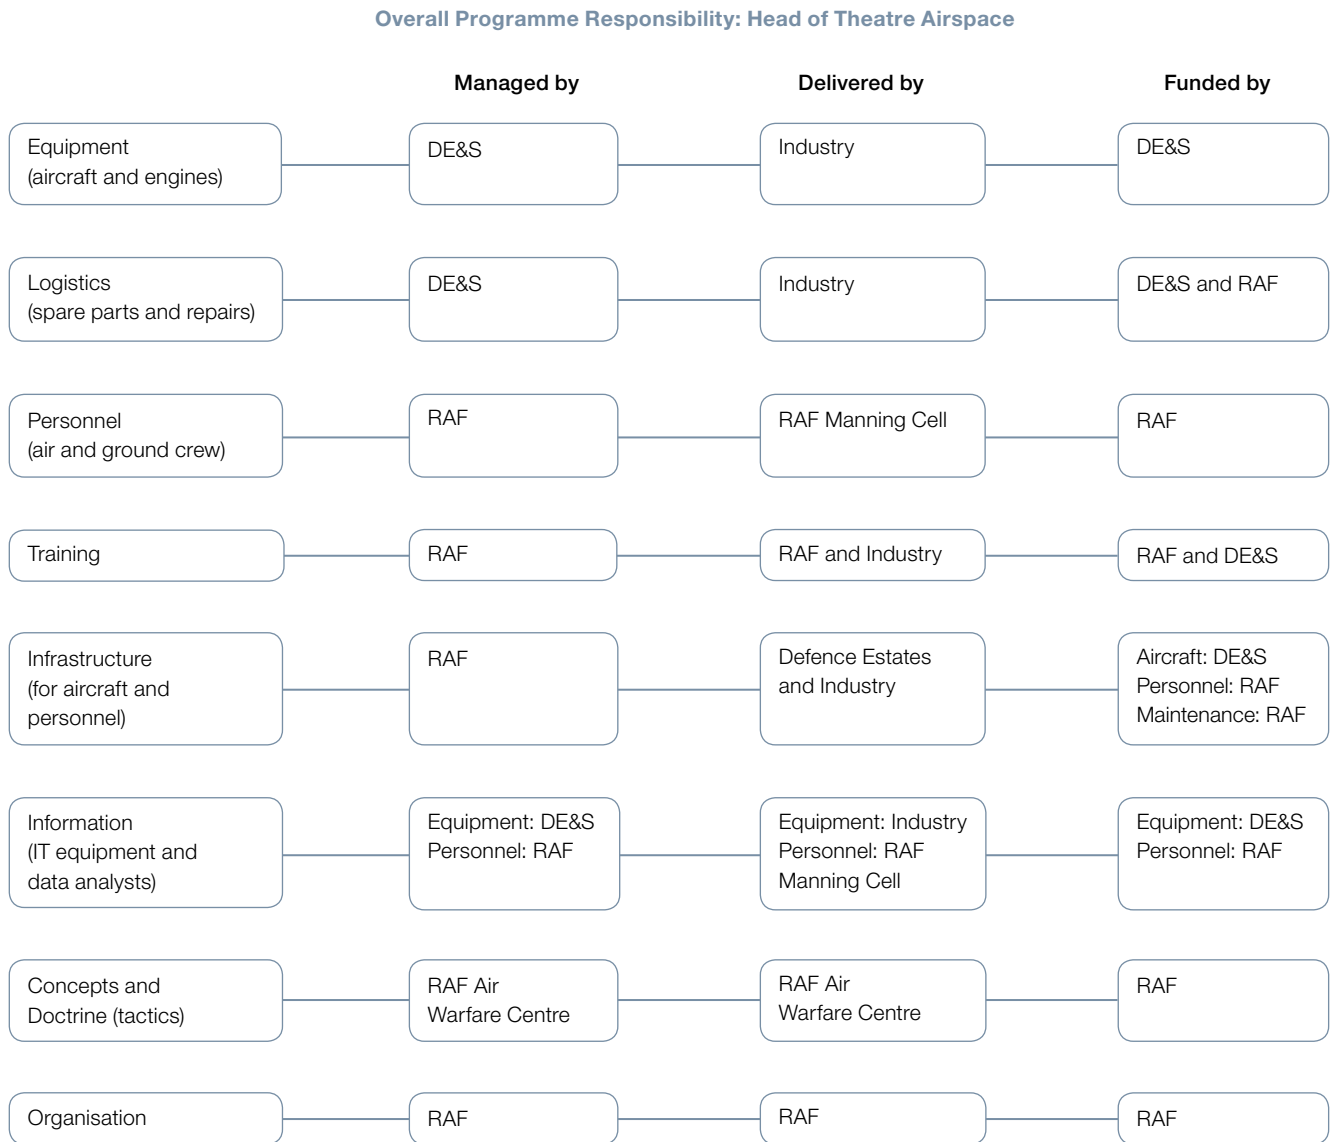 Overall Programme Responsibility: Head of Theatre Airspace
Managed by
Delivered by
Funded by
Equipment
(aircraft and engines)
DE&S
Industry
DE&S
Logistics
(spare parts and repairs)
DE&S
Industry
DE&S and RAF
Personnel
(air and ground crew)
RAF
RAF Manning Cell
RAF
Training
RAF
RAF and Industry
RAF and DE&S
Infrastructure
(for aircraft and
personnel)
RAF
Defence Estates
and Industry
Aircraft: DE&S
Personnel: RAF
Maintenance: RAF
Information
(IT equipment and
data analysts)
Equipment: DE&S
Personnel: RAF
Equipment: Industry
Personnel: RAF
Manning Cell
Equipment: DE&S
Personnel: RAF
Concepts and
Doctrine (tactics)
RAF Air
Warfare Centre
RAF Air
Warfare Centre
RAF
Organisation
RAF
RAF
RAF